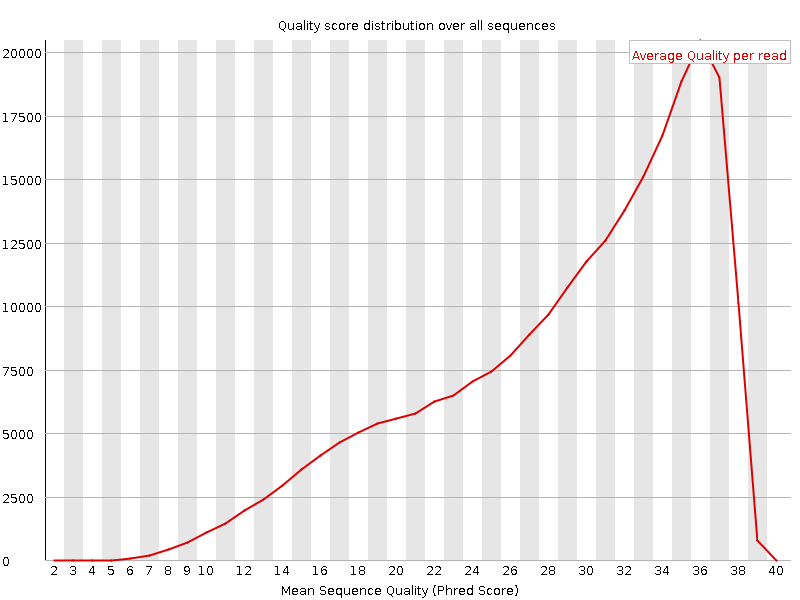 Quality score distribution over all sequences
Average Quality per read
20000
17500
15000
12500
10000
7500
5000
2500
0
2 3 4 5 6 7 8 9 10 12 14 16 18 20 22 24 26 28 30 32 34 36 38 40
Mean Sequence Quality (Phred Score)